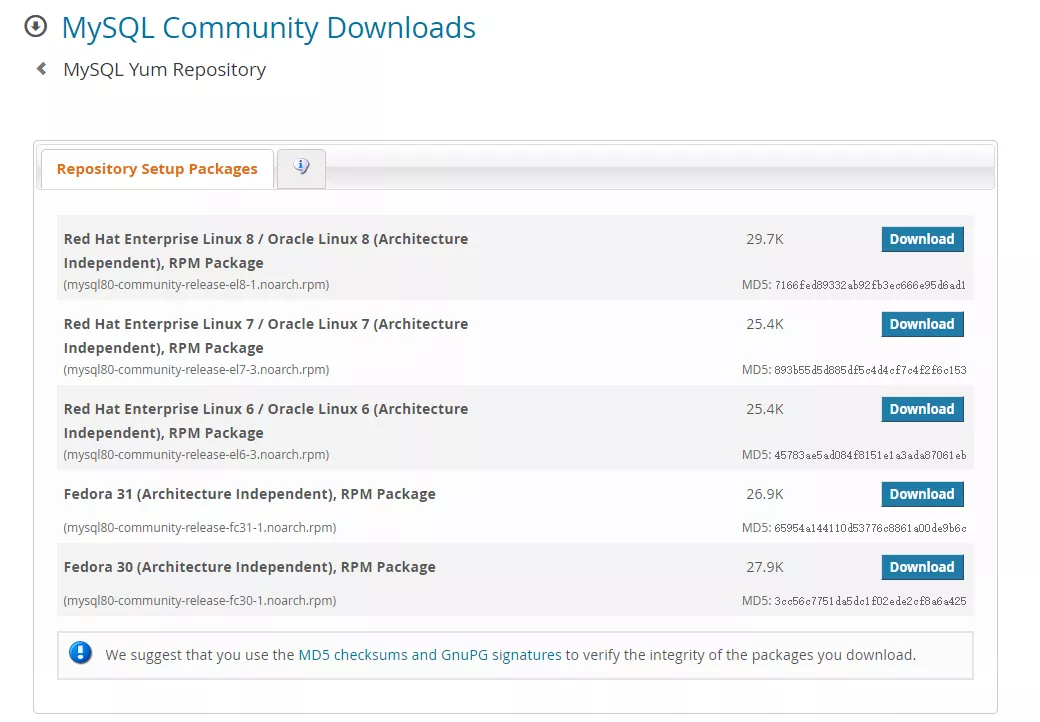 MySQL Community Downloads
MySQL Yum Repository
Repository Setup Packages
Red Hat Enterprise Linux 8 / Oracle Linux 8 (Architecture
Independent), RPM Package
29.7K
Download
(mysql80-community-release-el8-1.noarch.rpm)
MD5: 7166fed89332ab92fb3ec666e95d6ad1
Red Hat Enterprise Linux 7 / Oracle Linux 7 (Architecture
Independent), RPM Package
25.4K
Download
(mysql80-community-release-el7-3.noarch.rpm)
MD5: 893b55d5d885df5c4d4cf7c4f2f6c153
Red Hat Enterprise Linux 6 / Oracle Linux 6 (Architecture
Independent), RPM Package
25.4K
Download
(mysql80-community-release-el6-3.noarch.rpm)
MD5: 45783ae5ad084f8151e1a3ada87061eb
Fedora 31 (Architecture Independent), RPM Package
26.9K
Download
(mysql80-community-release-fc31-1.noarch.rpm)
MD5: 65954a144110d53776c8861a00de9b6c
Fedora 30 (Architecture Independent), RPM Package
27.9K
Download
(mysql80-community-release-fc30-1.noarch.rpm)
MD5: 3cc56c7751da5dc1f02ede2cf8a6a425
We suggest that you use the MD5 checksums and GnuPG signatures to verify the integrity of the packages you download.